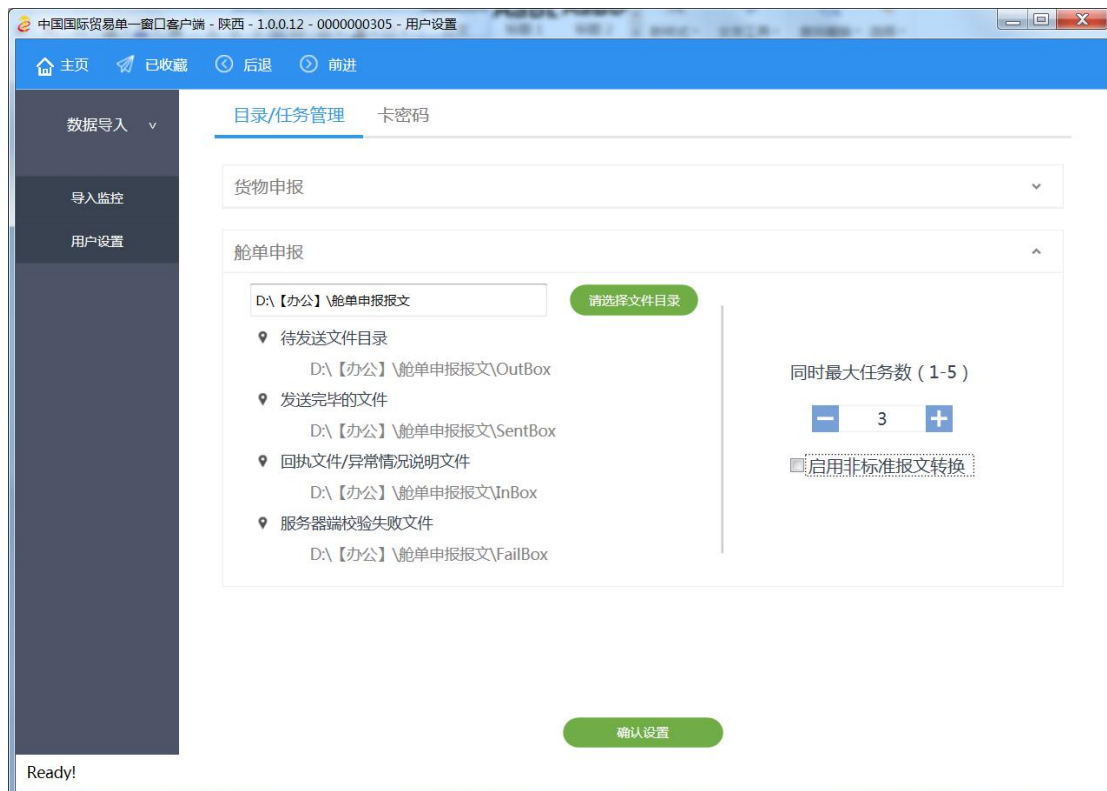 中国国际贸易单一窗口客户端 - 陕西 - 1.0.0.12 - 0000000305 - 用户设置
主页 已收藏 后退 前进
数据导入
导入监控
用户设置
目录/任务管理 卡密码
货物申报
舱单申报
D:\【办公】\舱单申报报文 请选择文件目录
待发送文件目录
D:\【办公】\舱单申报报文\OutBox
发送完毕的文件
D:\【办公】\舱单申报报文\SentBox
回执文件/异常情况说明文件
D:\【办公】\舱单申报报文\InBox
服务器端校验失败文件
D:\【办公】\舱单申报报文\FailBox
同时最大任务数（1-5）
3
启用非标准报文转换
确认设置
Ready!